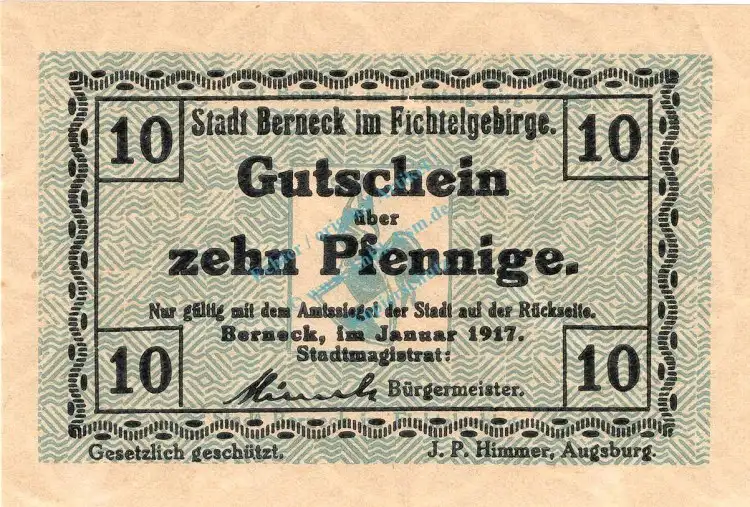 10 Stadt Berneck im Fichtelgebirge. 10
Gutschein
über
zehn Pfennige.
Nur gültig mit dem Amtssiegel der Stadt auf der Rückseite.
Berneck, im Januar 1917.
Stadtmagistrat:
10 Bürgermeister. 10
Gesetzlich geschützt. J. P. Himmer, Augsburg.